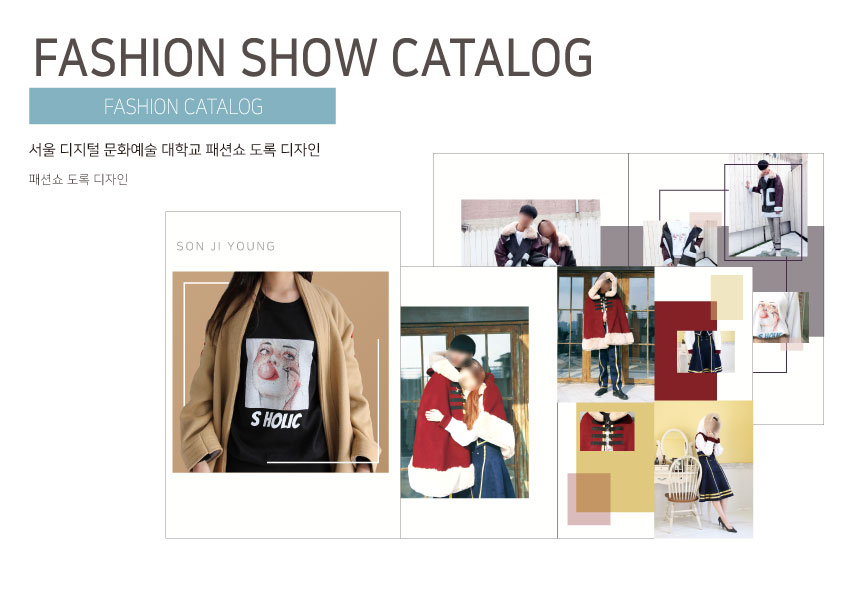 FASHION SHOW CATALOG
FASHION CATALOG
서울 디지털 문화예술 대학교 패션쇼 도록 디자인
패션쇼 도록 디자인
SON JI YOUNG
S HOLIC